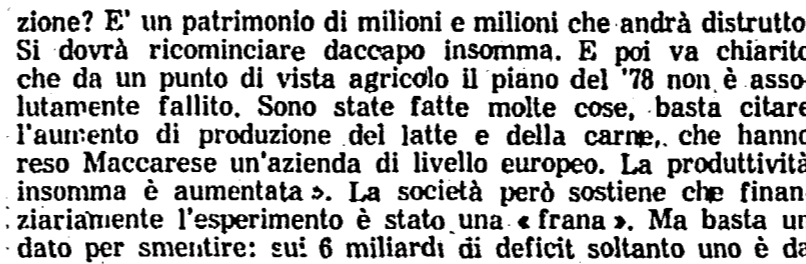 zione? E' un patrimonio di milioni e milioni che andrà distrutto
Si dovrà ricominciare daccapo insomma. E poi va chiarito
che da un punto di vista agricolo il piano del '78 non è asso
lutamente fallito. Sono state fatte molte cose, basta citare
l'aumento di produzione del latte e della carne, che hanno
reso Maccarese un'azienda di livello europeo. La produttività
insomma è aumentata ». La società però sostiene che finan
ziariamente l'esperimento è stato una « frana ». Ma basta un
dato per smentire: sui 6 miliardi di deficit soltanto uno è da